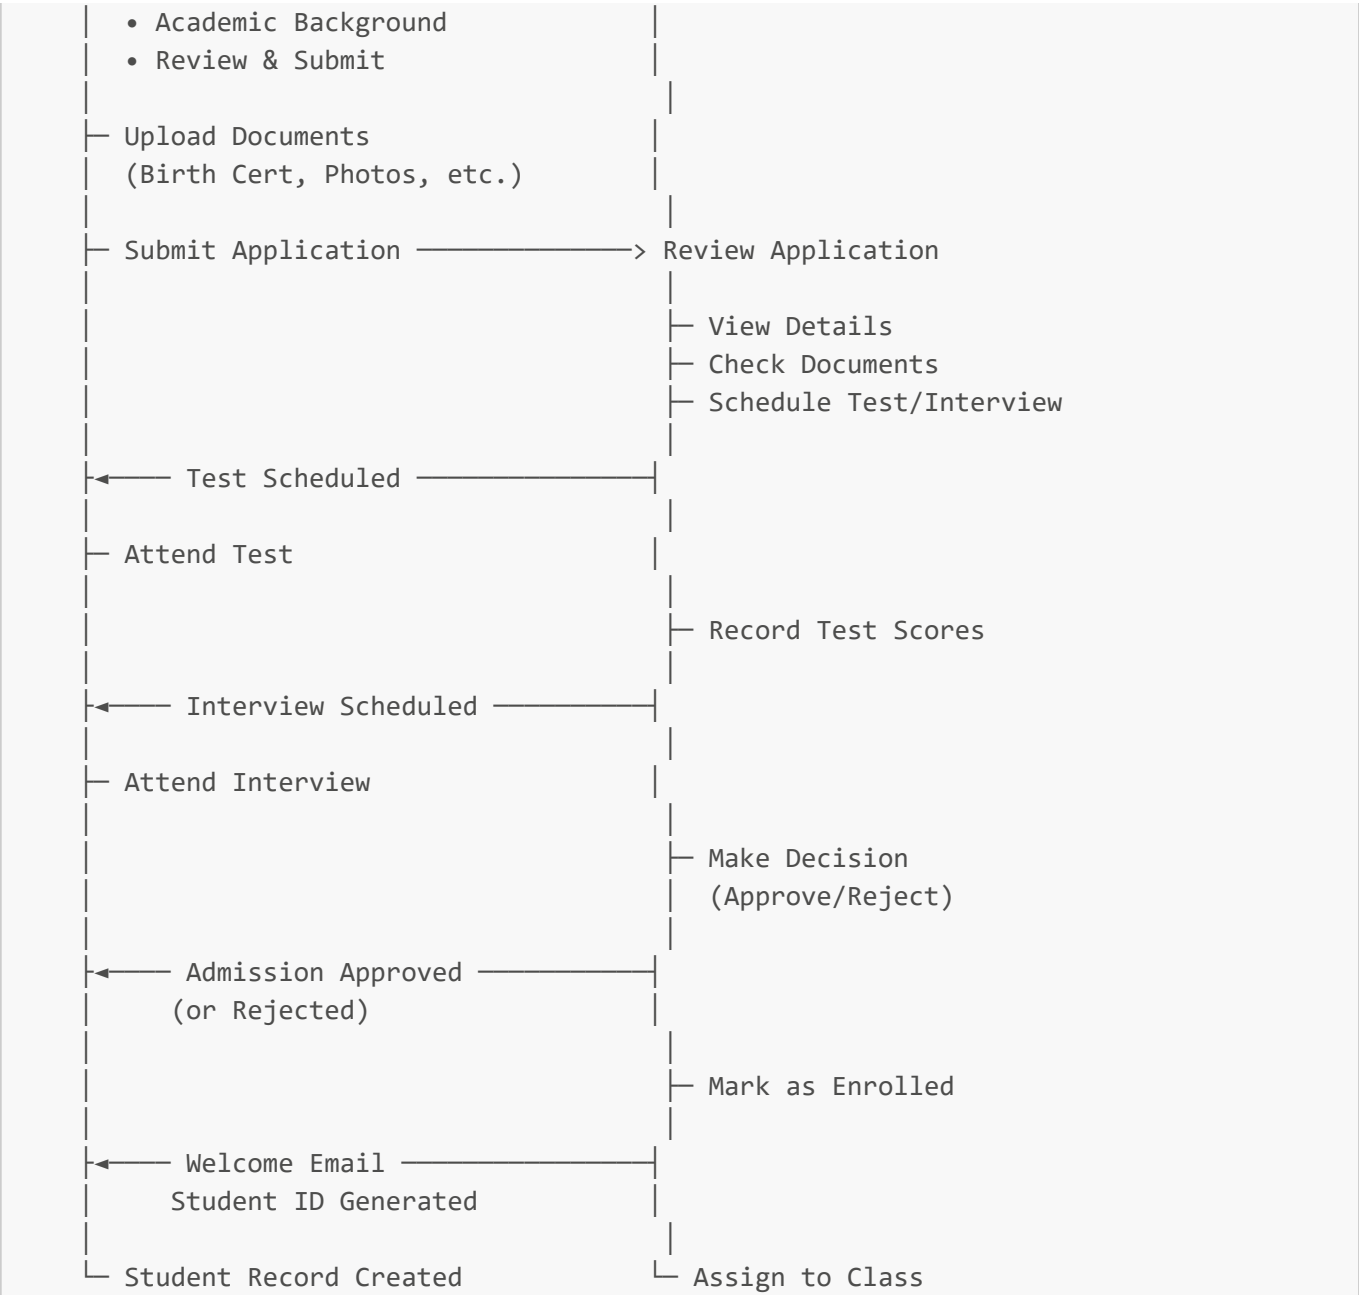 • Academic Background
• Review & Submit
Upload Documents
(Birth Cert, Photos, etc.)
Submit Application ──────────────> Review Application
View Details
Check Documents
Schedule Test/Interview
Test Scheduled
Attend Test
Record Test Scores
Interview Scheduled
Attend Interview
Make Decision
(Approve/Reject)
Admission Approved
(or Rejected)
Mark as Enrolled
Welcome Email
Student ID Generated
Student Record Created Assign to Class